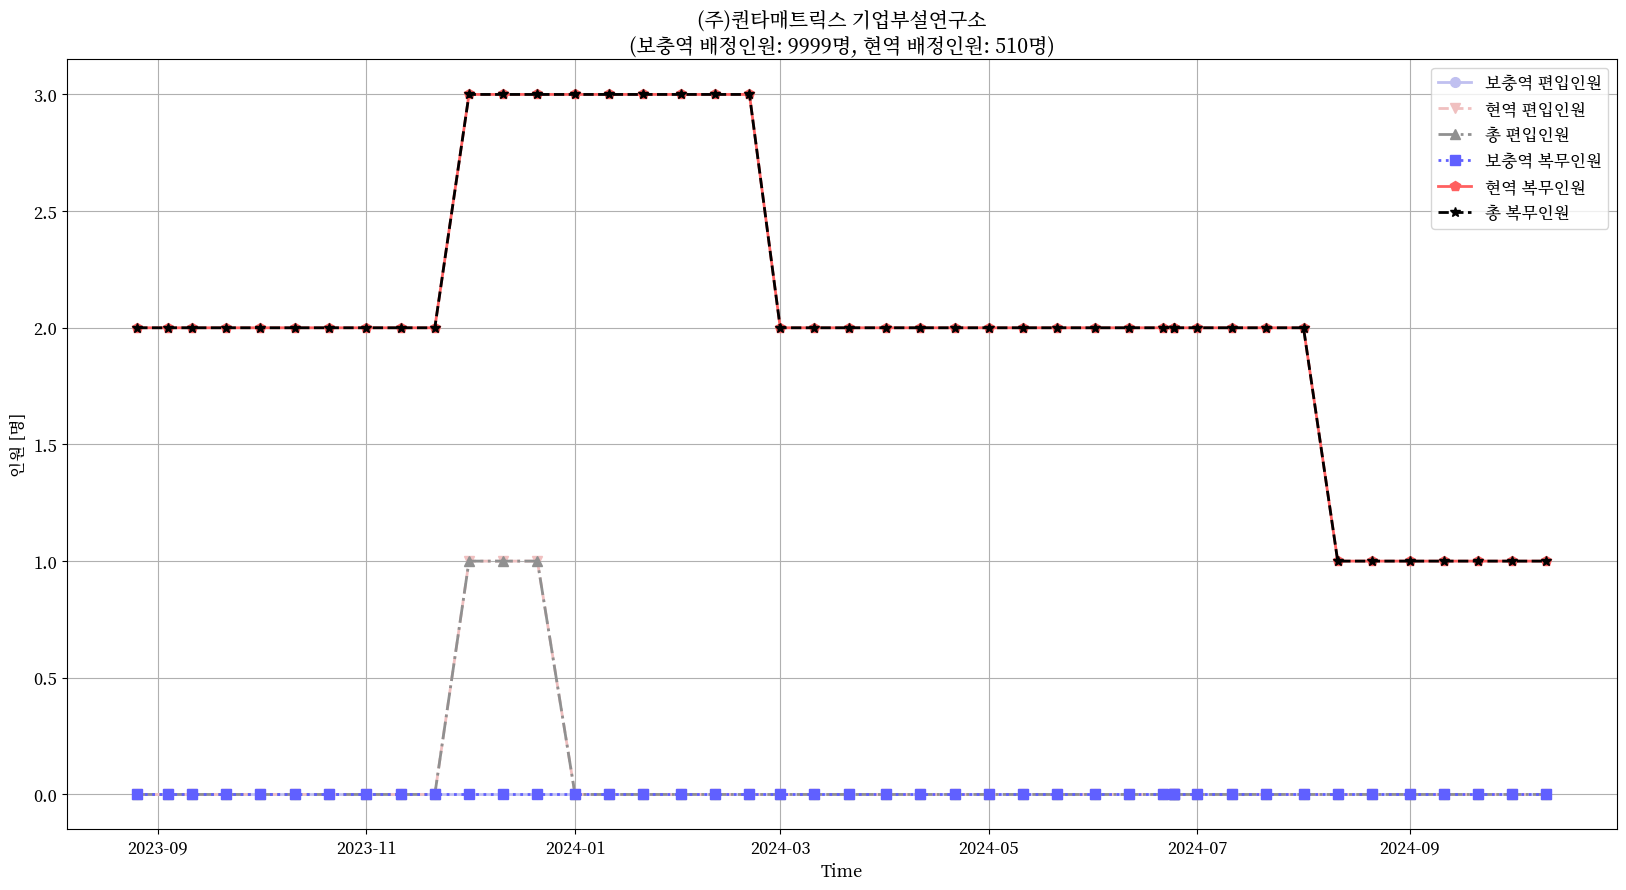 (주)퀀타매트릭스 기업부설연구소
(보충역 배정인원: 9999명, 현역 배정인원: 510명)
보충역 편입인원
현역 편입인원
총 편입인원
보충역 복무인원
현역 복무인원
총 복무인원
3.0
2.5
2.0
1.5
1.0
0.5
0.0
인원 [명]
2023-09
2023-11
2024-01
2024-03
2024-05
2024-07
2024-09
Time